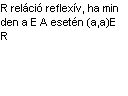 R reláció reflexív, ha min
den a E A esetén (a,a)E
R